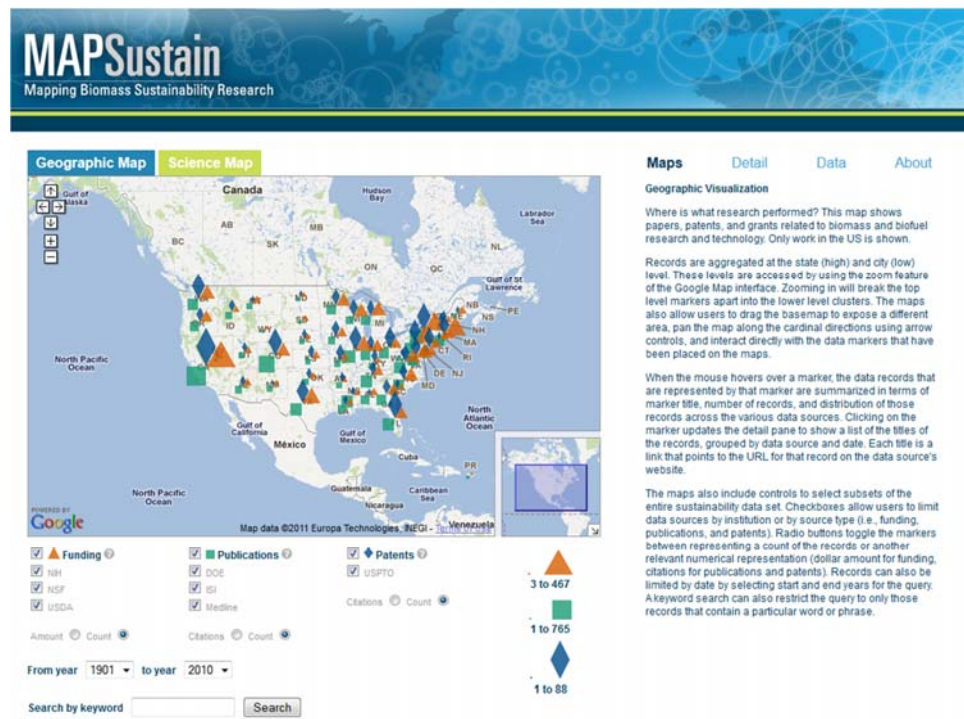 MAPSustain
Mapping Biomass Sustainability Research
Geographic Map
Science Map
Maps
Detail
Data
About
Canada
Hudson Bay
Gulf of
Labrador Sea
AB
MB
BC
SK
NL
ON
QC
Gulf of St Lawrence
NB
PE
NS
NH
MA
RI
CT
DE NJ
MD
ID
WY
MI
OK
LA
FL
North Pacific Ocean
North Atlantic Ocean
Gulf of California
Gulf of Mexico
México
Cuba
PR
Guatemala
Caribbean Sea
Nicaragua
North Pacific Ocean
Venezuela
POWERED BY
Google
Map data ©2011 Europa Technologies, INEGI - Terms of Use
Geographic Visualization
Where is what research performed? This map shows
papers, patents, and grants related to biomass and biofuel
research and technology. Only work in the US is shown.
Records are aggregated at the state (high) and city (low)
level. These levels are accessed by using the zoom feature
of the Google Map interface. Zooming in will break the top
level markers apart into the lower level clusters. The maps
also allow users to drag the basemap to expose a different
area, pan the map along the cardinal directions using arrow
controls, and interact directly with the data markers that have
been placed on the maps.
When the mouse hovers over a marker, the data records that
are represented by that marker are summarized in terms of
marker title, number of records, and distribution of those
records across the various data sources. Clicking on the
marker updates the detail pane to show a list of the titles of
the records, grouped by data source and date. Each title is a
link that points to the URL for that record on the data source's
website.
The maps also include controls to select subsets of the
entire sustainability data set. Checkboxes allow users to limit
data sources by institution or by source type (i.e., funding,
publications, and patents). Radio buttons toggle the markers
between representing a count of the records or another
relevant numerical representation (dollar amount for funding,
citations for publications and patents). Records can also be
limited by date by selecting start and end years for the query.
A keyword search can also restrict the query to only those
records that contain a particular word or phrase.
Funding
NIH
NSF
USDA
Amount Count
Publications
DOE
ISI
Medline
Citations Count
Patents
USPTO
Citations Count
3 to 467
1 to 765
1 to 88
From year 1901 to year 2010
Search by keyword Search